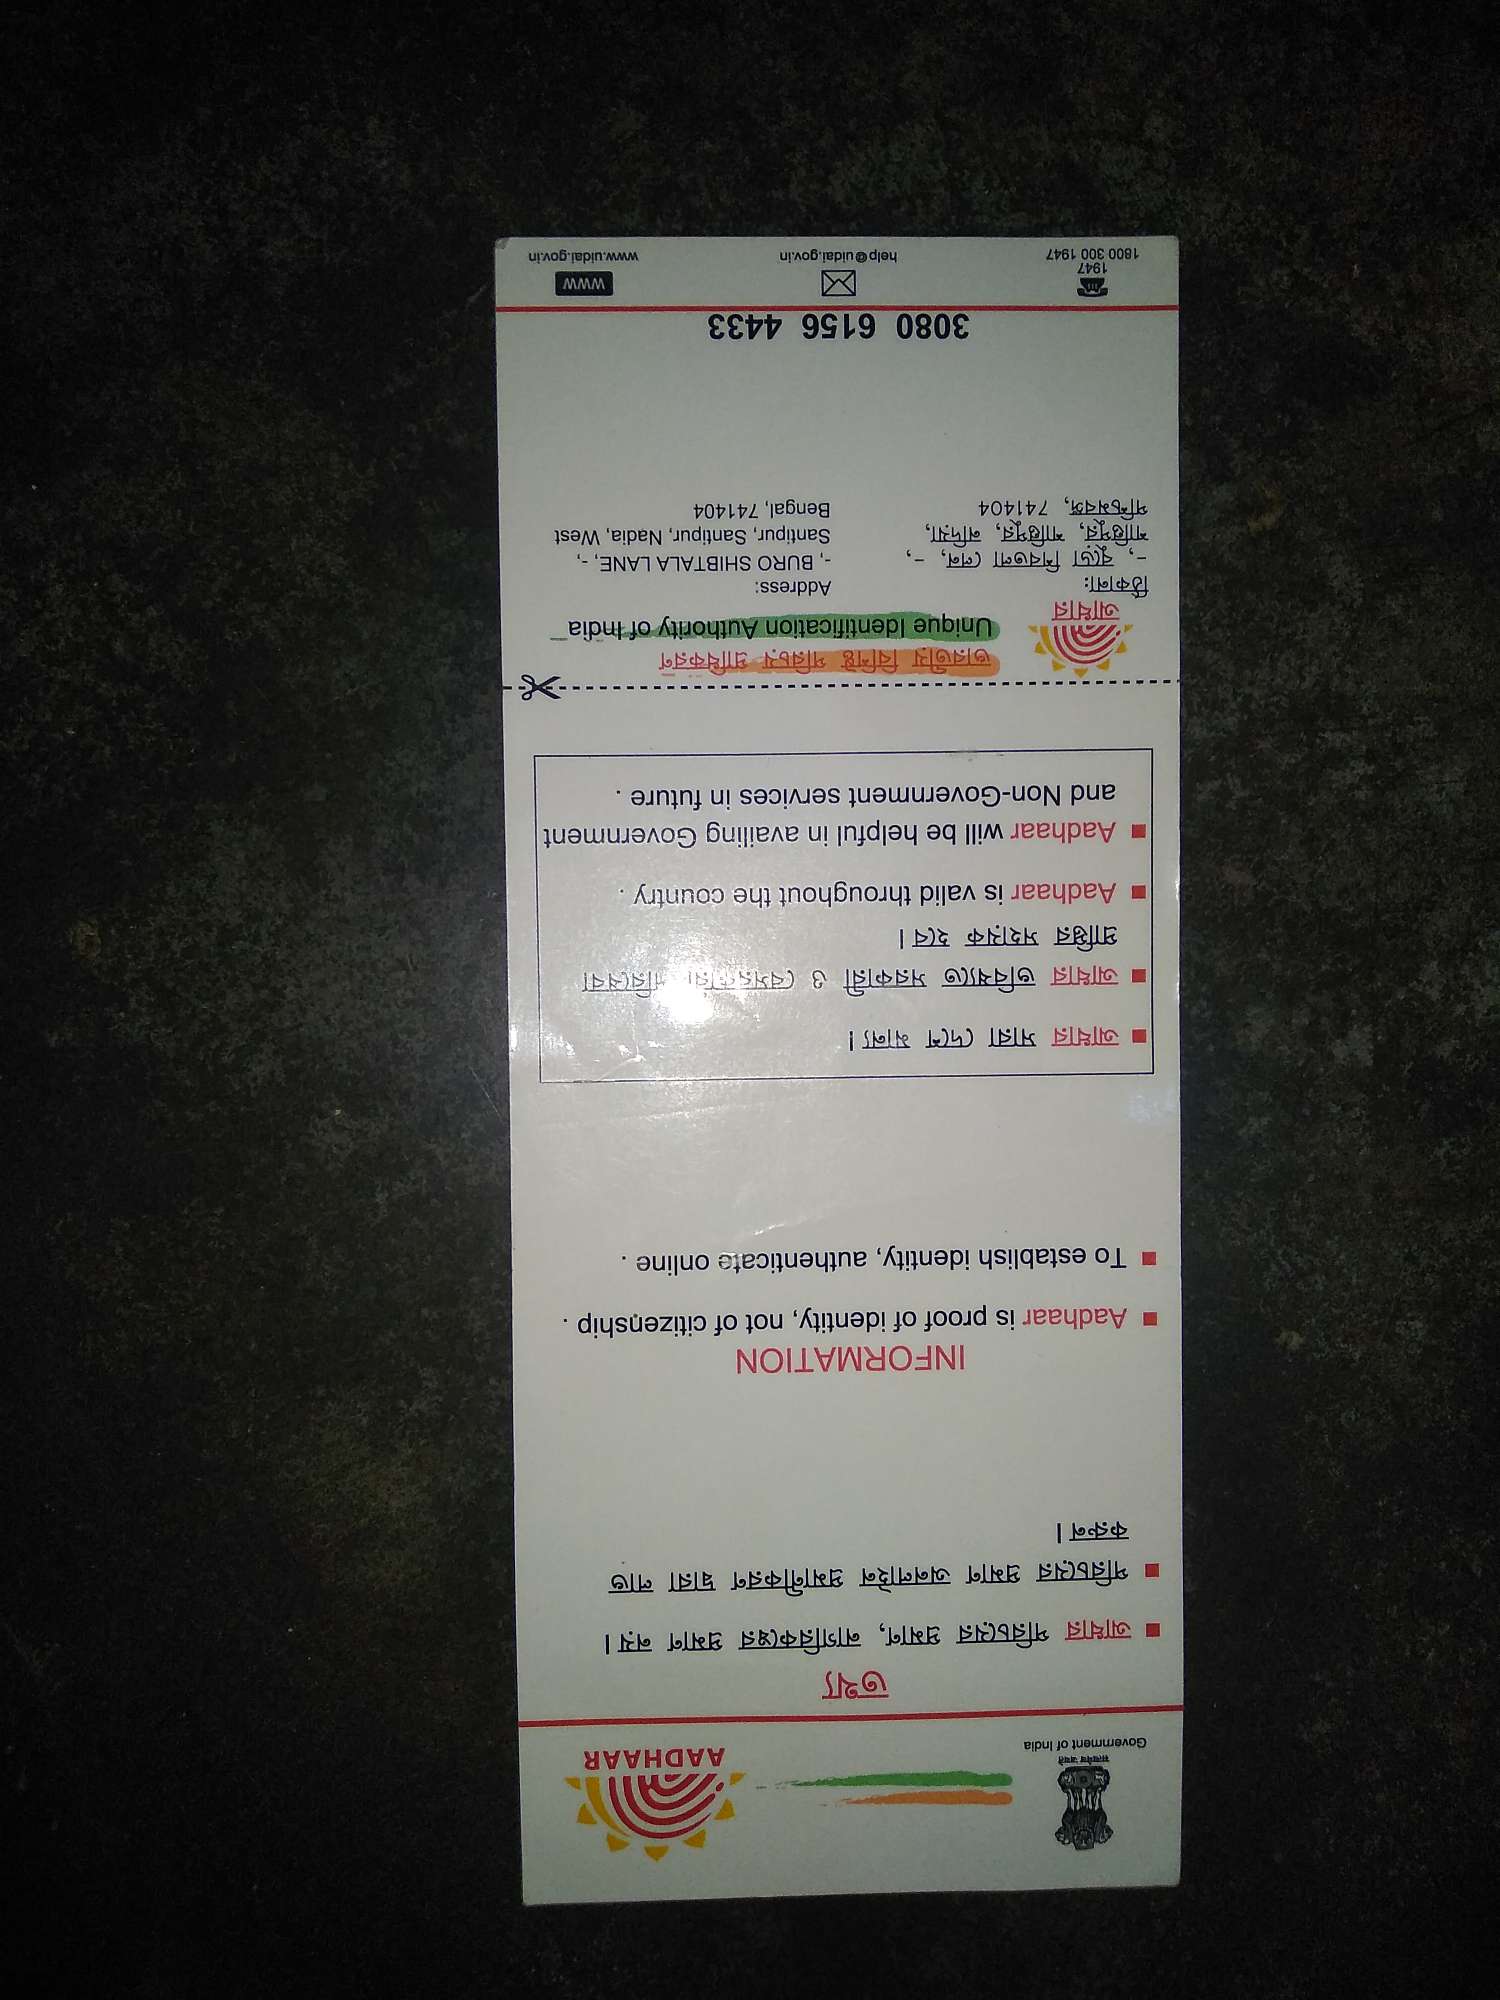 सत्यमेव जयते
Government of India
AADHAAR
তথ্য
আধার পরিচয়ের প্রমাণ, নাগরিকত্বের প্রমাণ নয়।
পরিচয়ের প্রমাণ অনলাইন প্রমাণীকরণ দ্বারা লাভ
করুন।
INFORMATION
Aadhaar is proof of identity, not of citizenship .
To establish identity, authenticate online .
আধার সারা দেশে মান্য।
আধার ভবিষ্যতে সরকারী ও বেসরকারী পরিষেবা
প্রাপ্তির সহায়ক হবে।
Aadhaar is valid throughout the country .
Aadhaar will be helpful in availing Government
and Non-Government services in future .
ভারতীয় বিশিষ্ট পরিচয় প্রাধিকরণ
Unique Identification Authority of India
আধার
ঠিকানা:
-, বুড়ো শিবতলা লেন, -,
শান্তিপুর, শান্তিপুর, নদিয়া,
পশ্চিমবঙ্গ, 741404
Address:
-, BURO SHIBTALA LANE, -,
Santipur, Santipur, Nadia, West
Bengal, 741404
3080 6156 4433
1947
1800 300 1947
help@uidai.gov.in
WWW
www.uidai.gov.in